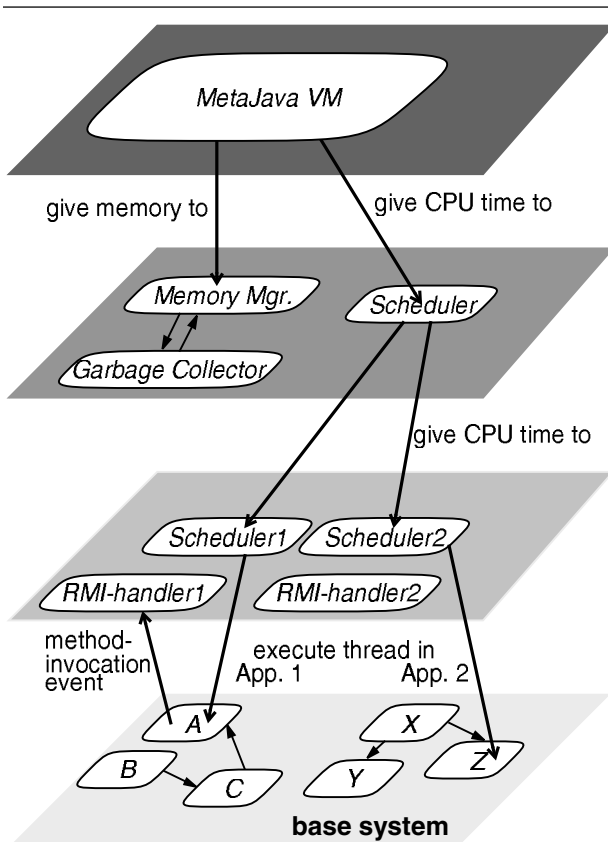 MetaJava VM
give memory to
give CPU time to
Memory Mgr.
Scheduler
Garbage Collector
give CPU time to
Scheduler1
Scheduler2
RMI-handler1
RMI-handler2
method-
invocation
event
execute thread in
App. 1
App. 2
A
X
B
C
Y
Z
base system